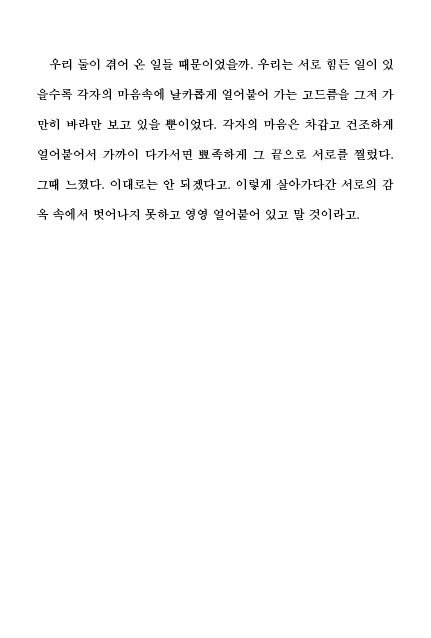 우리 둘이 겪어 온 일들 때문이었을까. 우리는 서로 힘든 일이 있
을수록 각자의 마음속에 날카롭게 얼어붙어 가는 고드름을 그저 가
만히 바라만 보고 있을 뿐이었다. 각자의 마음은 차갑고 건조하게
얼어붙어서 가까이 다가서면 뾰족하게 그 끝으로 서로를 찔렀다.
그때 느꼈다. 이대로는 안 되겠다고. 이렇게 살아가다간 서로의 감
옥 속에서 벗어나지 못하고 영영 얼어붙어 있고 말 것이라고.